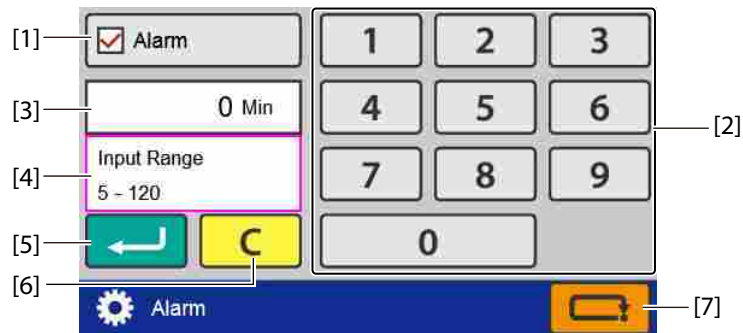 [1] Alarm 1 2 3
[3] 0 Min 4 5 6 [2]
[4] Input Range
5 ~ 120 7 8 9
[5] C 0
[6]
Alarm [7]